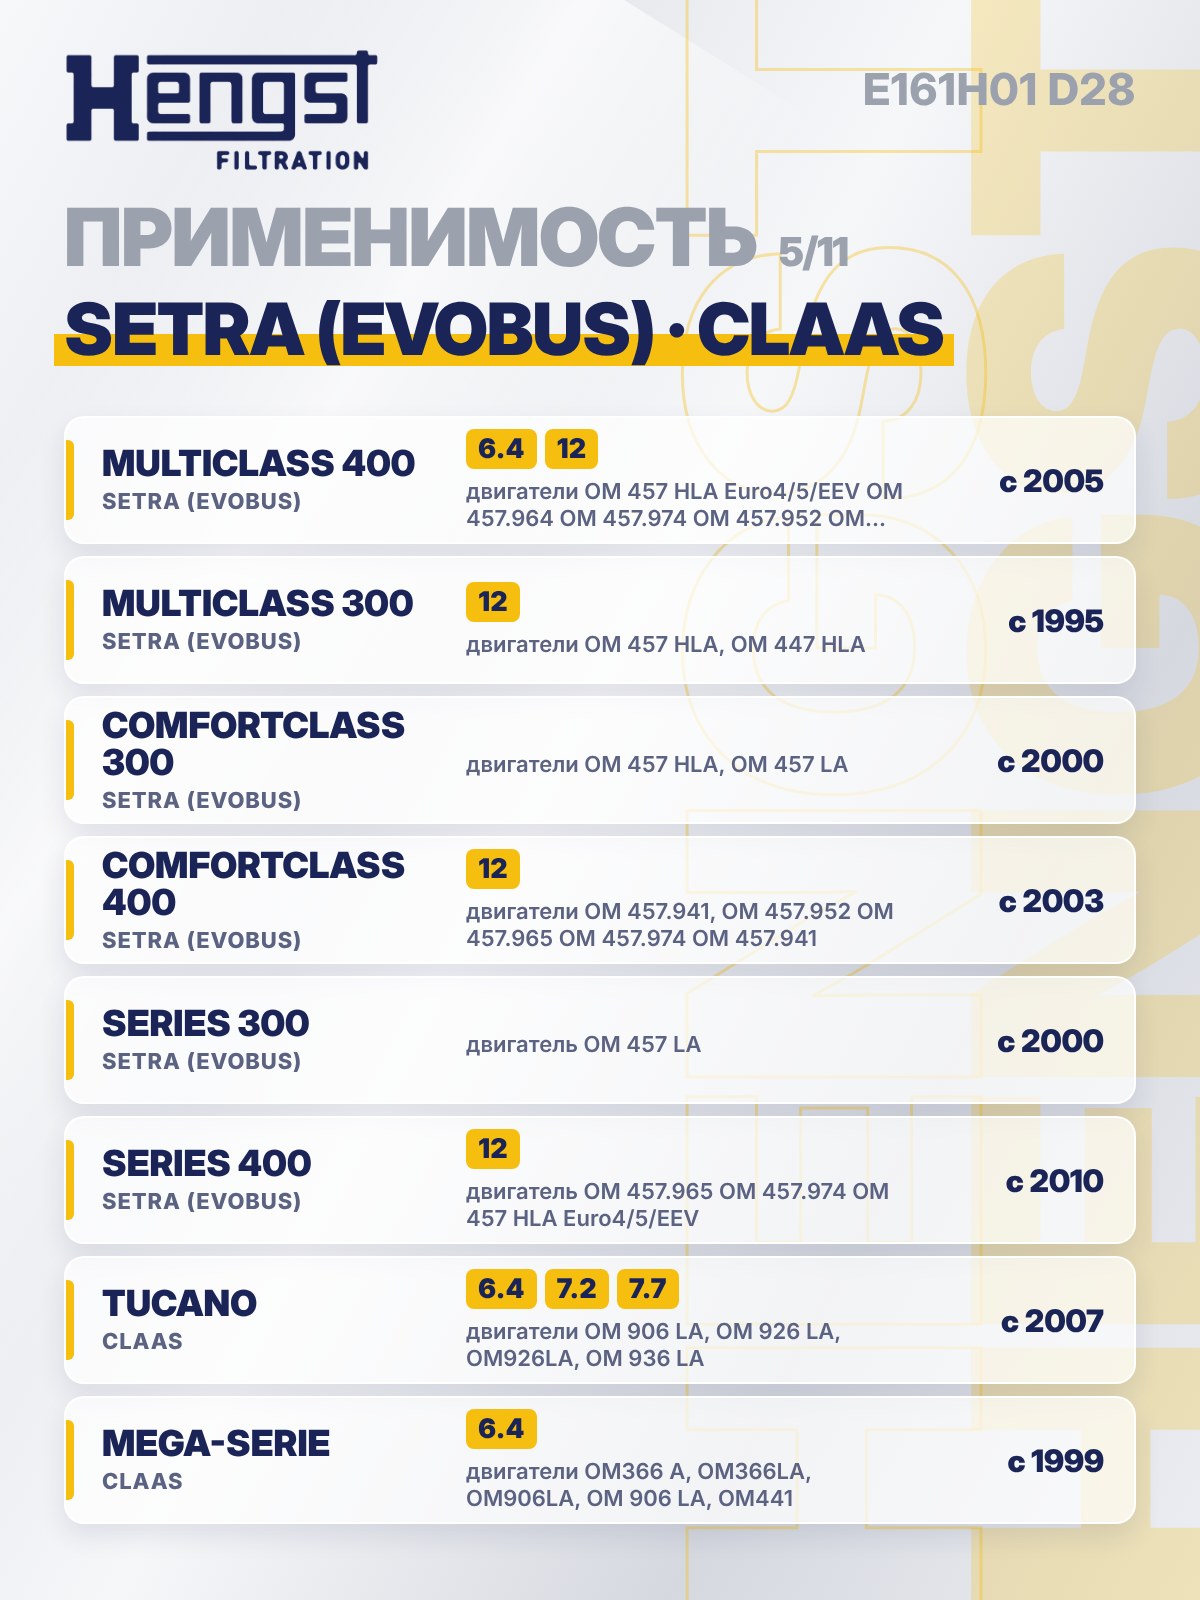 Hengst
FILTRATION
E161H01 D28
ПРИМЕНИМОСТЬ 5/11
SETRA (EVOBUS) · CLAAS
MULTICLASS 400
SETRA (EVOBUS)
6.4 12
двигатели OM 457 HLA Euro4/5/EEV OM
457.964 OM 457.974 OM 457.952 OM...
с 2005
MULTICLASS 300
SETRA (EVOBUS)
12
двигатели OM 457 HLA, OM 447 HLA
с 1995
COMFORTCLASS
300
SETRA (EVOBUS)
двигатели OM 457 HLA, OM 457 LA
с 2000
COMFORTCLASS
400
SETRA (EVOBUS)
12
двигатели OM 457.941, OM 457.952 OM
457.965 OM 457.974 OM 457.941
с 2003
SERIES 300
SETRA (EVOBUS)
двигатель OM 457 LA
с 2000
SERIES 400
SETRA (EVOBUS)
12
двигатель OM 457.965 OM 457.974 OM
457 HLA Euro4/5/EEV
с 2010
TUCANO
CLAAS
6.4 7.2 7.7
двигатели OM 906 LA, OM 926 LA,
OM926LA, OM 936 LA
с 2007
MEGA-SERIE
CLAAS
6.4
двигатели OM366 A, OM366LA,
OM906LA, OM 906 LA, OM441
с 1999
HENGST
HENGST